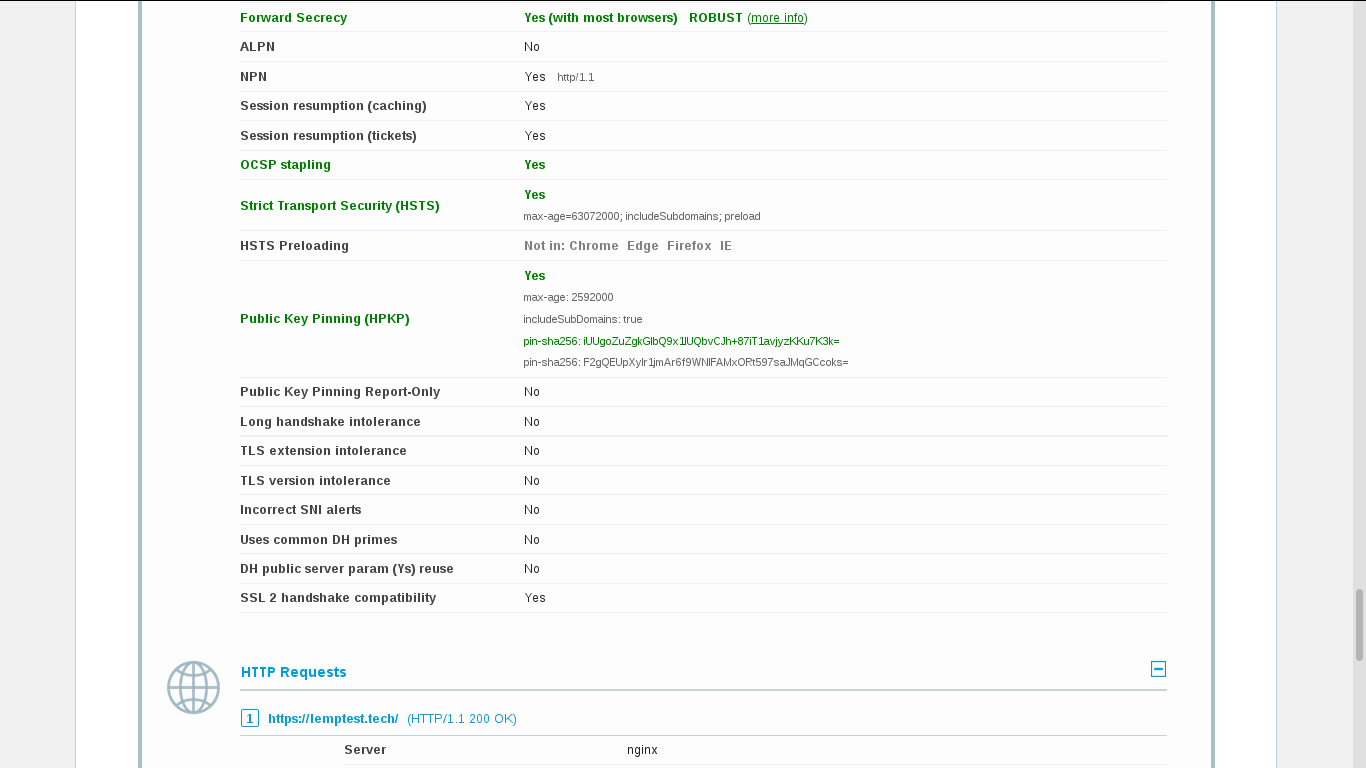 Forward Secrecy Yes (with most browsers) ROBUST (more info)
ALPN No
NPN Yes http/1.1
Session resumption (caching) Yes
Session resumption (tickets) Yes
OCSP stapling Yes
Strict Transport Security (HSTS) Yes
max-age=63072000; includeSubdomains; preload
HSTS Preloading Not in: Chrome Edge Firefox IE
Public Key Pinning (HPKP) Yes
max-age: 2592000
includeSubDomains: true
pin-sha256: iUUgoZuZgkGlbQ9x1lUQbvCJh+87iT1avjyzKKu7K3k=
pin-sha256: F2gQEUpXylr1jmAr6f9WNlFAMxORt597saJMqGCcoks=
Public Key Pinning Report-Only No
Long handshake intolerance No
TLS extension intolerance No
TLS version intolerance No
Incorrect SNI alerts No
Uses common DH primes No
DH public server param (Ys) reuse No
SSL 2 handshake compatibility Yes
HTTP Requests
1 https://lemptest.tech/ (HTTP/1.1 200 OK)
Server nginx